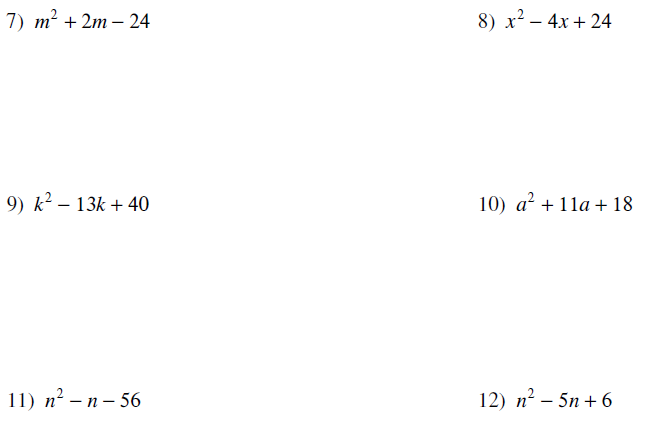 7) m² + 2m − 24
8) x² − 4x + 24
9) k² − 13k + 40
10) a² + 11a + 18
11) n² − n − 56
12) n² − 5n + 6